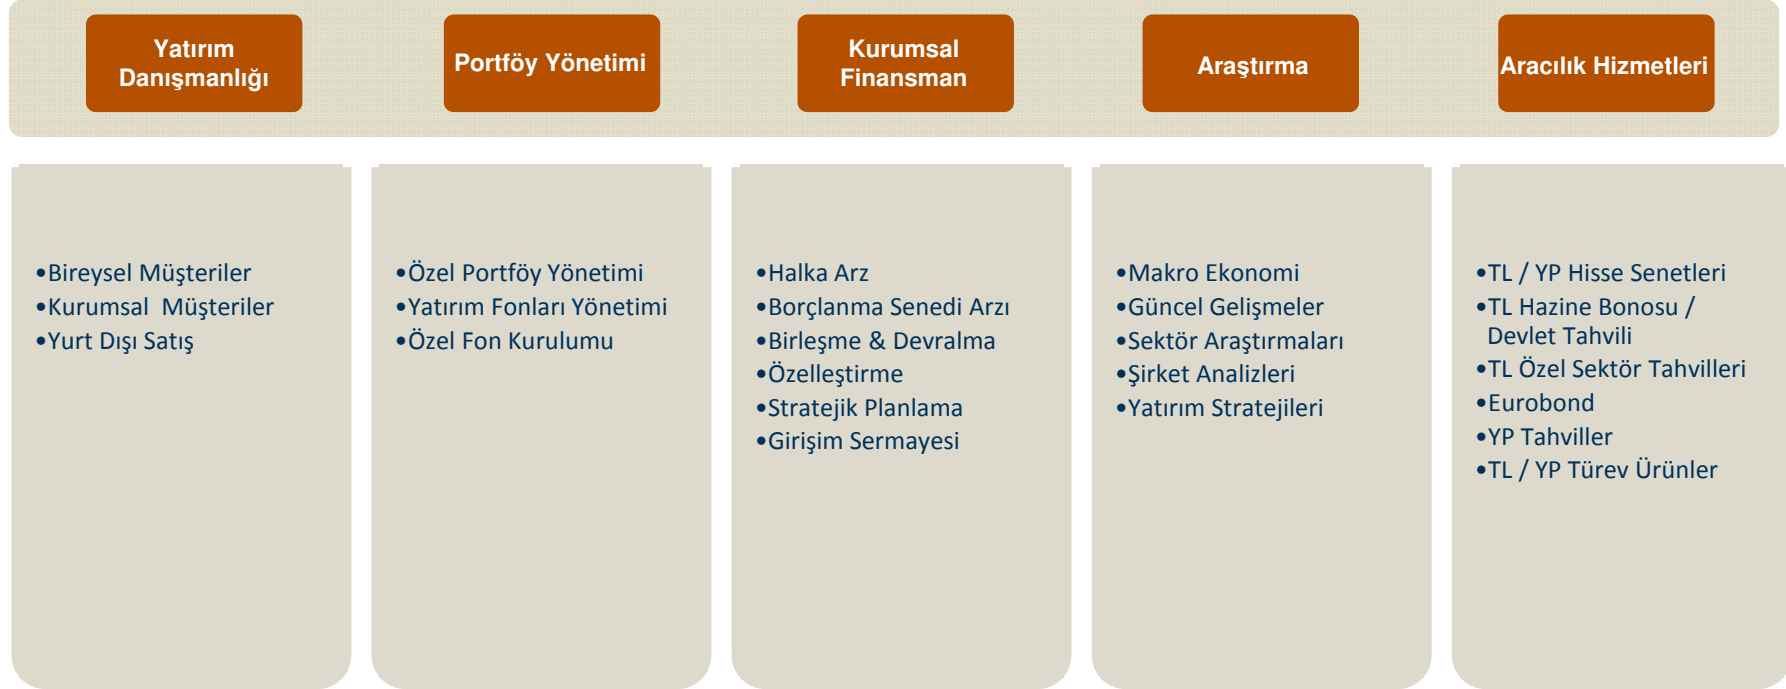 Yatırım
Danışmanlığı
Portföy Yönetimi
Kurumsal
Finansman
Araştırma
Aracılık Hizmetleri
•Bireysel Müşteriler
•Kurumsal  Müşteriler
•Yurt Dışı Satış
•Özel Portföy Yönetimi
•Yatırım Fonları Yönetimi
•Özel Fon Kurulumu
•Halka Arz
•Borçlanma Senedi Arzı
•Birleşme & Devralma
•Özelleştirme
•Stratejik Planlama
•Girişim Sermayesi
•Makro Ekonomi
•Güncel Gelişmeler
•Sektör Araştırmaları
•Şirket Analizleri
•Yatırım Stratejileri
•TL / YP Hisse Senetleri
•TL Hazine Bonosu /
Devlet Tahvili
•TL Özel Sektör Tahvilleri
•Eurobond
•YP Tahviller
•TL / YP Türev Ürünler